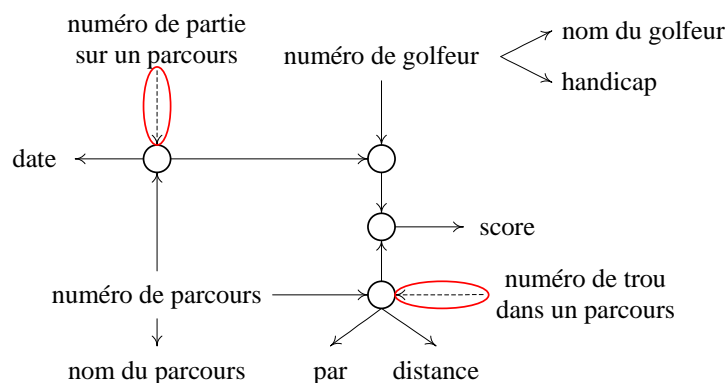 numéro de partie
sur un parcours
numéro de golfeur
nom du golfeur
handicap
date
score
numéro de parcours
numéro de trou
dans un parcours
nom du parcours
par
distance